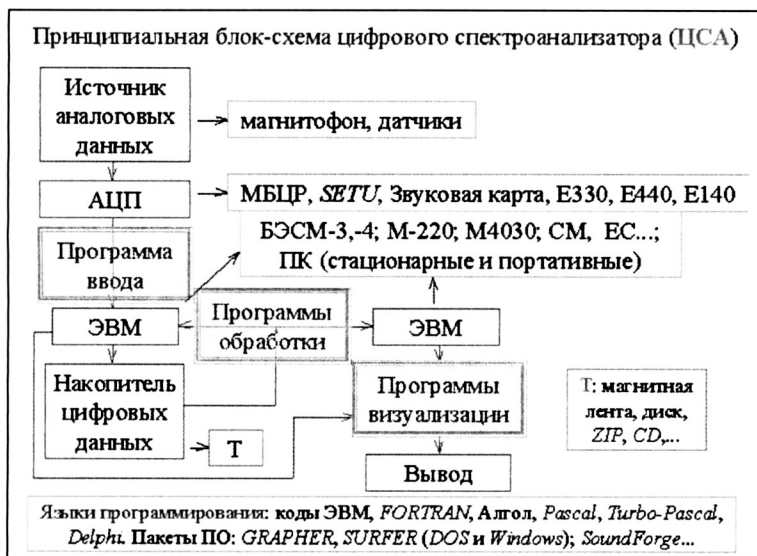 Принципиальная блок-схема цифрового спектроанализатора (ЦСА)
Источник
аналоговых
данных
магнитофон, датчики
АЦП
МБЦР, SETU, Звуковая карта, E330, E440, E140
БЭСМ-3,-4; М-220; М4030; СМ, ЕС...;
ПК (стационарные и портативные)
Программа
ввода
ЭВМ
Программы
обработки
ЭВМ
Накопитель
цифровых
данных
Т
Программы
визуализации
Вывод
Т: магнитная
лента, диск,
ZIP, CD,...
Языки программирования: коды ЭВМ, FORTRAN, Алгол, Pascal, Turbo-Pascal,
Delphi. Пакеты ПО: GRAPHER, SURFER (DOS и Windows); SoundForge...